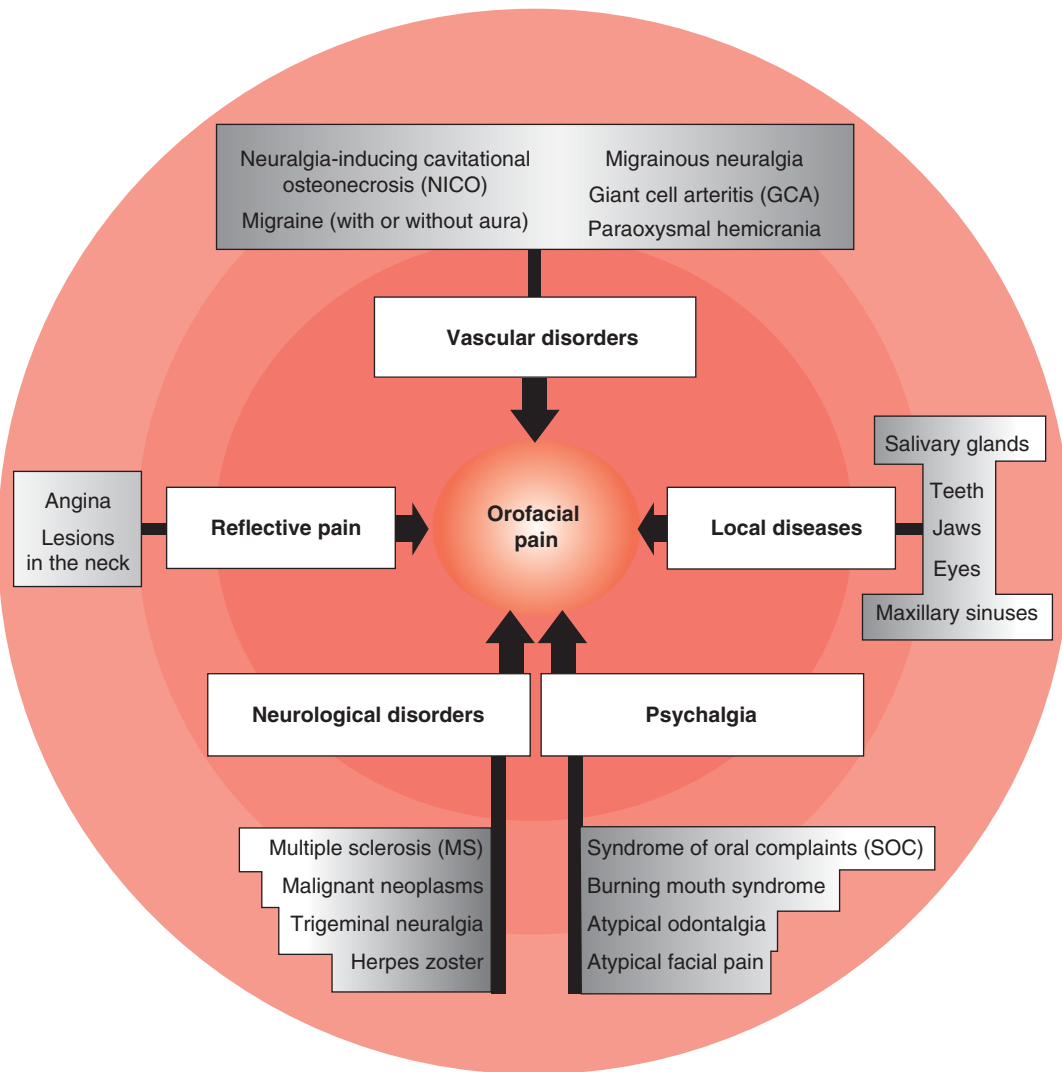 Neuralgia-inducing cavitational
osteonecrosis (NICO)
Migraine (with or without aura)
Migrainous neuralgia
Giant cell arteritis (GCA)
Paraoxysmal hemicrania
Vascular disorders
Angina
Lesions
in the neck
Reflective pain
Orofacial
pain
Local diseases
Salivary glands
Teeth
Jaws
Eyes
Maxillary sinuses
Neurological disorders
Multiple sclerosis (MS)
Malignant neoplasms
Trigeminal neuralgia
Herpes zoster
Psychalgia
Syndrome of oral complaints (SOC)
Burning mouth syndrome
Atypical odontalgia
Atypical facial pain